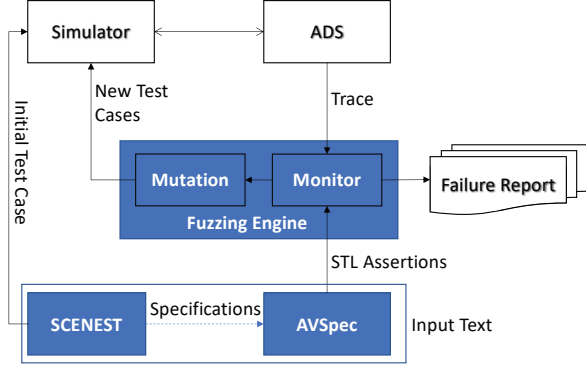 Simulator
ADS
New Test
Cases
Trace
Initial Test Case
Mutation
Monitor
Failure Report
Fuzzing Engine
STL Assertions
SCENEST
Specifications
AVSpec
Input Text